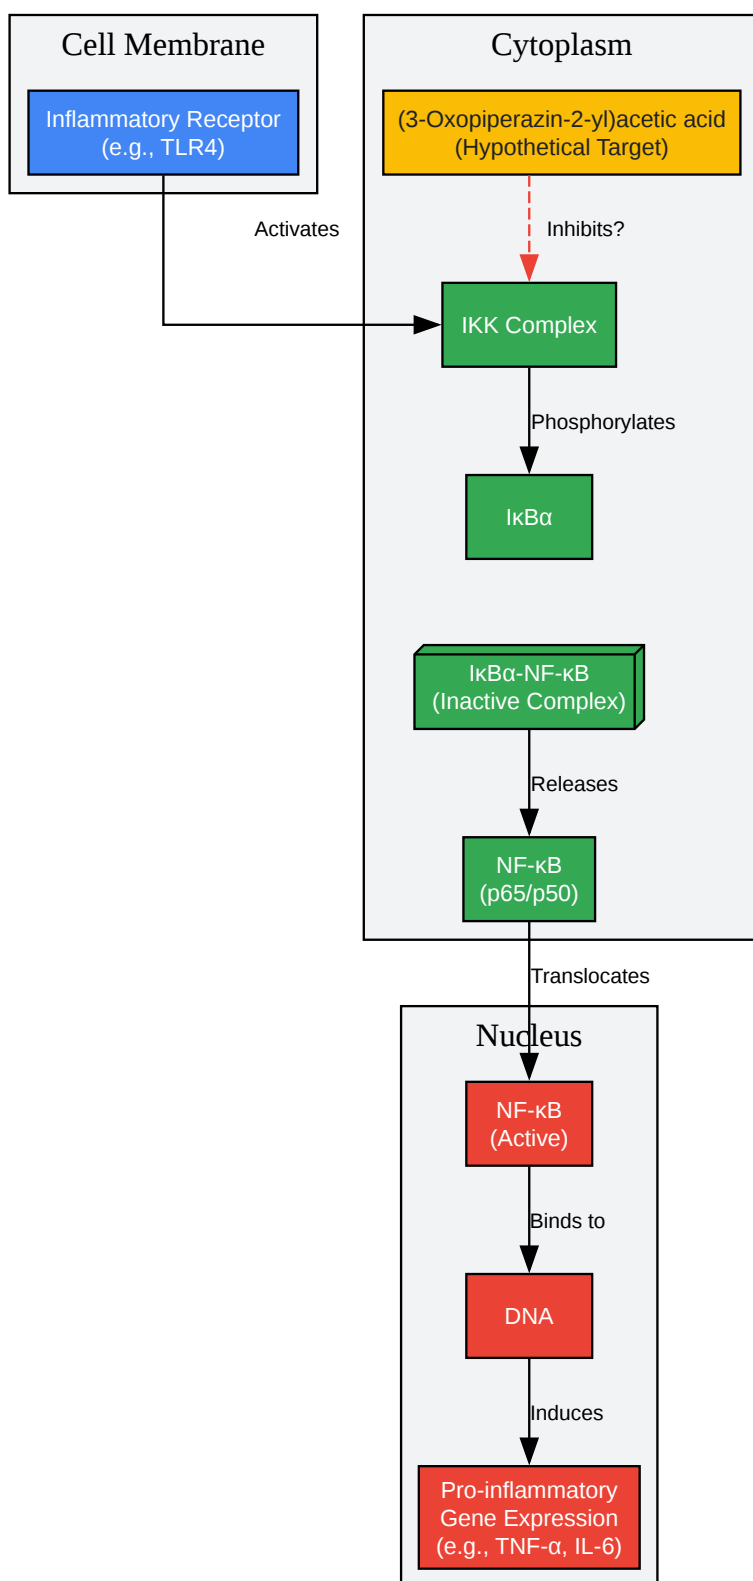 Cell Membrane
Inflammatory Receptor
(e.g., TLR4)
Activates
Cytoplasm
(3-Oxopiperazin-2-yl)acetic acid
(Hypothetical Target)
Inhibits?
IKK Complex
Phosphorylates
IκBα
IκBα-NF-κB
(Inactive Complex)
Releases
NF-κB
(p65/p50)
Translocates
Nucleus
NF-κB
(Active)
Binds to
DNA
Induces
Pro-inflammatory
Gene Expression
(e.g., TNF-α, IL-6)